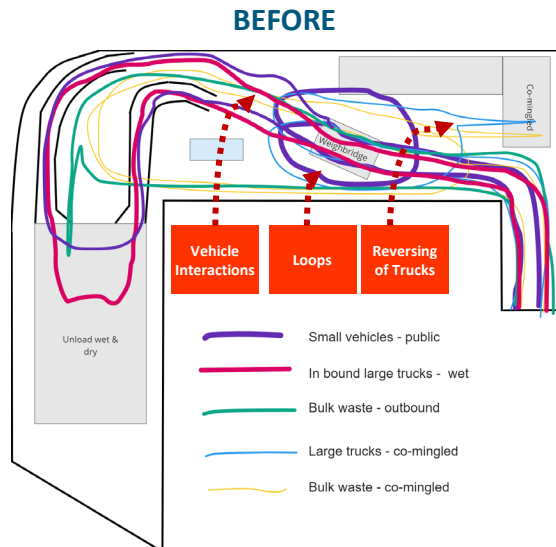 BEFORE
Co-mingled
Weighbridge
Vehicle
Interactions
Loops
Reversing
of Trucks
Unload wet &
dry
Small vehicles - public
In bound large trucks - wet
Bulk waste - outbound
Large trucks - co-mingled
Bulk waste - co-mingled